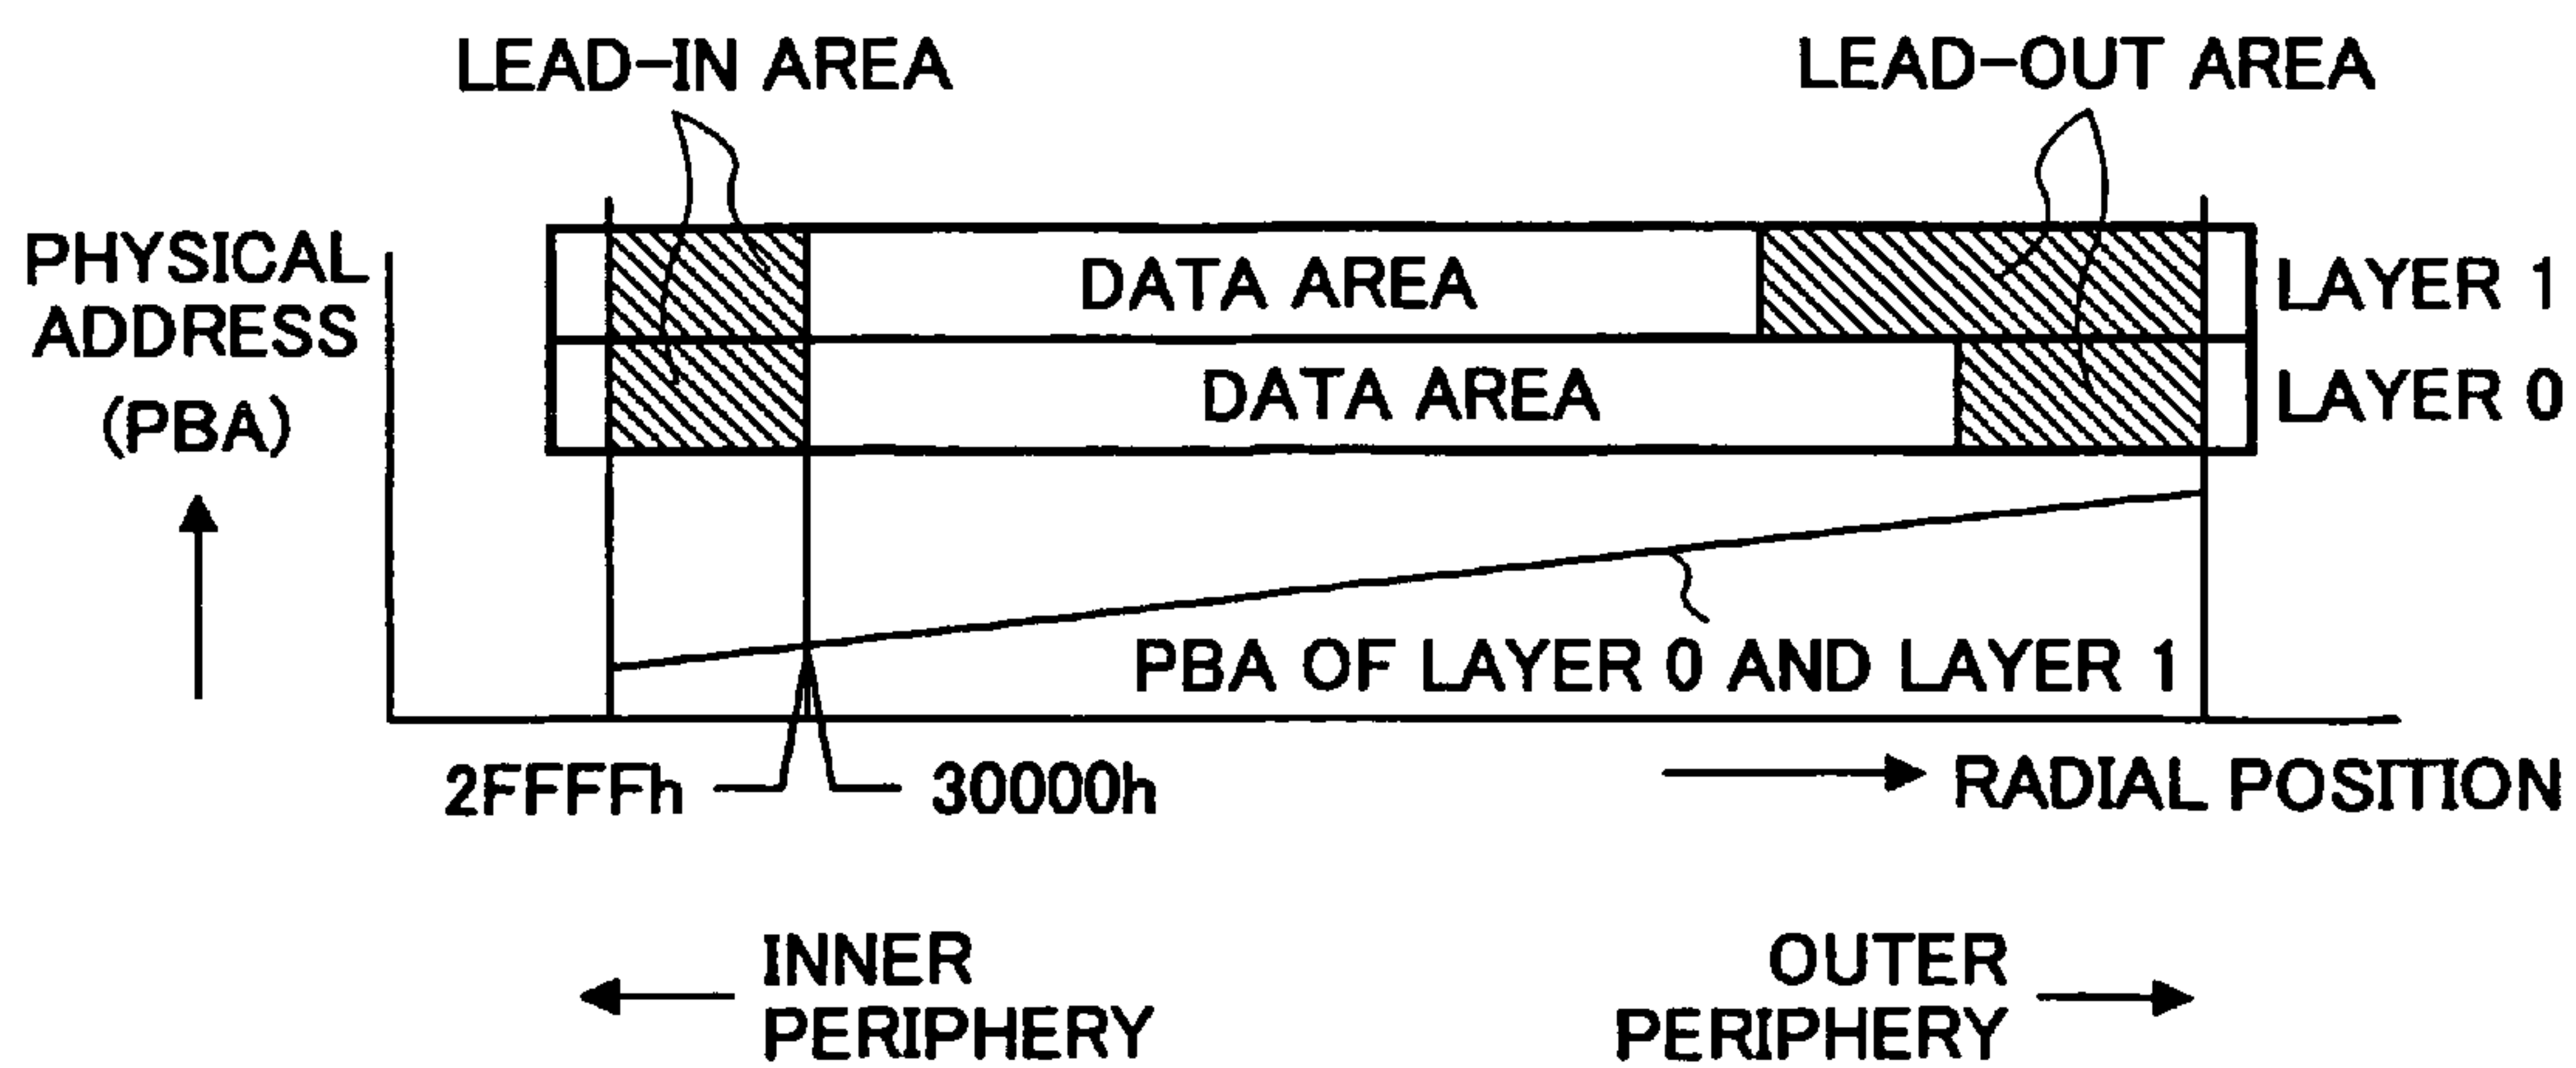 LEAD-IN AREA
LEAD-OUT AREA
PHYSICAL
ADDRESS
(PBA)
DATA AREA
LAYER 1
DATA AREA
LAYER 0
PBA OF LAYER 0 AND LAYER 1
2FFFFh
30000h
RADIAL POSITION
INNER
PERIPHERY
OUTER
PERIPHERY